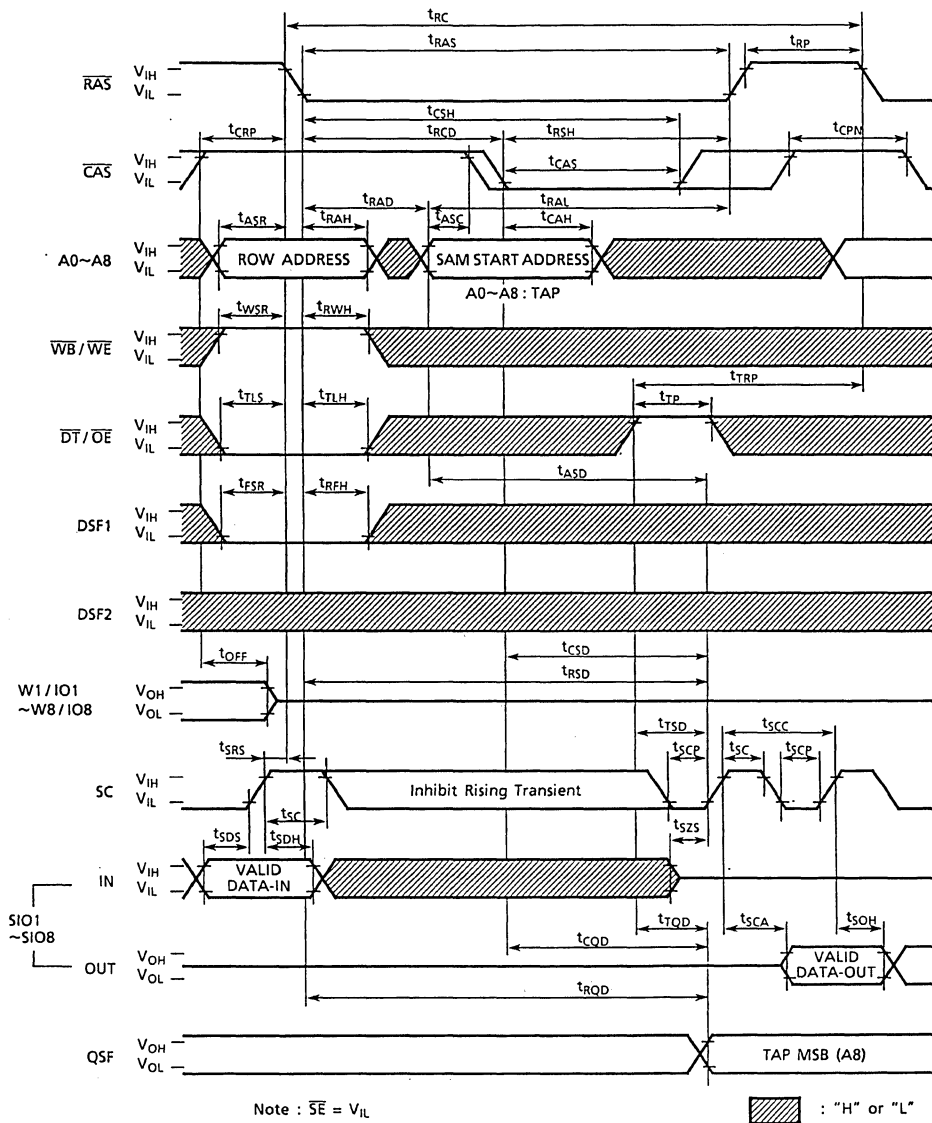 tRC
tRAS
tRP
RAS
VIH
VIL
tCSH
tCRP
tRCD
tRSH
tCPN
CAS
VIH
VIL
tCAS
tRAD
tRAL
tASR
tRAH
tASC
tCAH
A0~A8
VIH
VIL
ROW ADDRESS
SAM START ADDRESS
A0~A8 : TAP
tWSR
tRWH
WB / WE
VIH
VIL
tTRP
tTLS
tTLH
tTP
DT / OE
VIH
VIL
tASD
tFSR
tRFH
DSF1
VIH
VIL
DSF2
VIH
VIL
tCSD
tOFF
tRSD
W1 / IO1
~W8 / IO8
VOH
VOL
tTSD
tSCC
tSRS
tSCP
tSC
tSCP
SC
VIH
VIL
Inhibit Rising Transient
tSC
tSZS
tSDS
tSDH
IN
VIH
VIL
VALID
DATA-IN
SIO1
~SIO8
tTQD
tSCA
tSOH
tCQD
OUT
VOH
VOL
VALID
DATA-OUT
tRQD
QSF
VOH
VOL
TAP MSB (A8)
Note : SE = VIL
: "H" or "L"